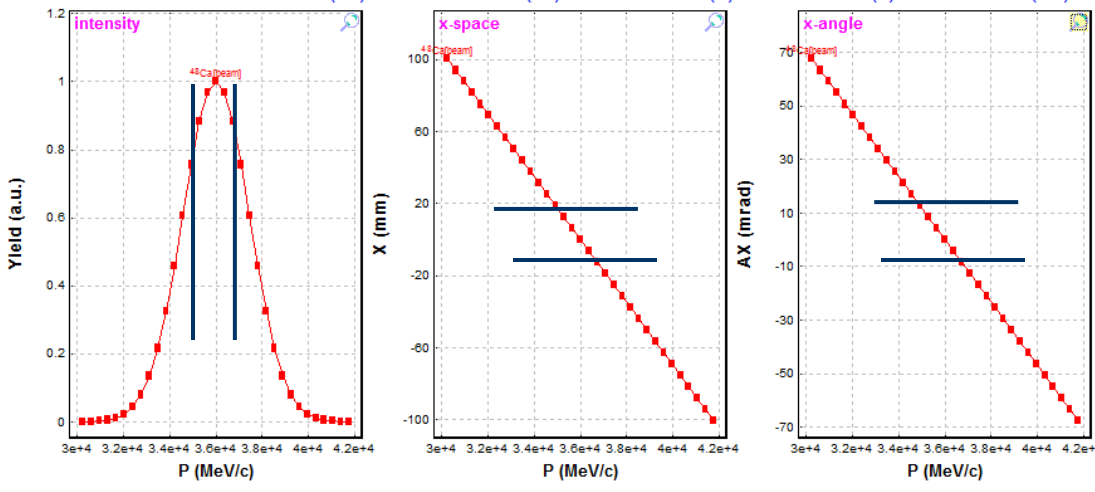 intensity
1.2
1
0.8
0.6
0.4
0.2
0
Yield (a.u.)
48Ca[beam]
3e+4 3.2e+4 3.4e+4 3.6e+4 3.8e+4 4e+4 4.2e+4
P (MeV/c)
x-space
48Ca[beam]
100
60
20
-20
-60
-100
X (mm)
3e+4 3.2e+4 3.4e+4 3.6e+4 3.8e+4 4e+4 4.2e+4
P (MeV/c)
x-angle
48Ca[beam]
70
50
30
10
-10
-30
-50
-70
AX (mrad)
3e+4 3.2e+4 3.4e+4 3.6e+4 3.8e+4 4e+4 4.2e+4
P (MeV/c)